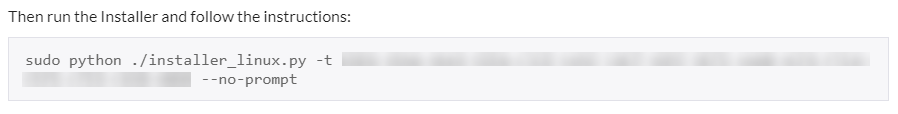 Then run the Installer and follow the instructions:
sudo python ./installer_linux.py -t
--no-prompt